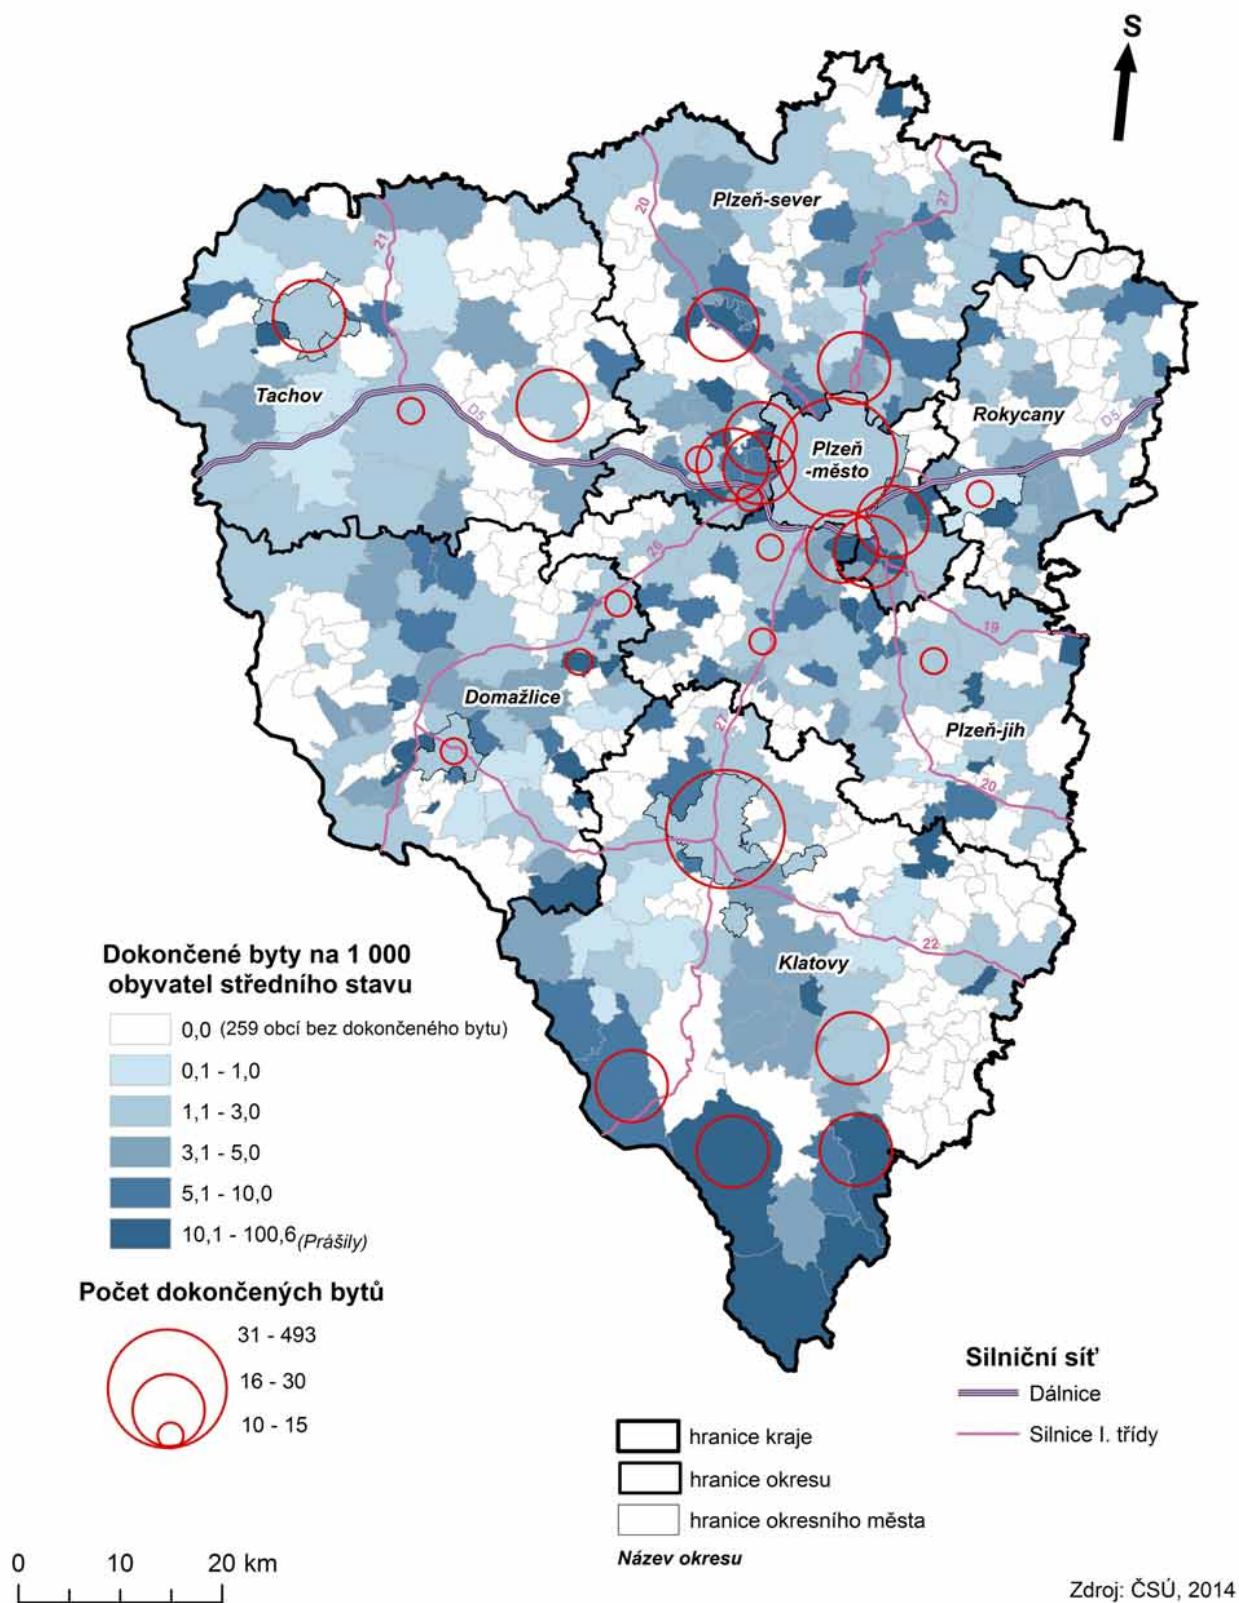 S
Plzeň-sever
20
27
21
Tachov
D5
Rokycany
D5
Plzeň
-město
26
19
Domažlice
27
Plzeň-jih
20
22
Klatovy
Dokončené byty na 1 000
obyvatel středního stavu
0,0 (259 obcí bez dokončeného bytu)
0,1 - 1,0
1,1 - 3,0
3,1 - 5,0
5,1 - 10,0
10,1 - 100,6 (Prášily)
Počet dokončených bytů
31 - 493
16 - 30
10 - 15
Silniční síť
Dálnice
Silnice I. třídy
hranice kraje
hranice okresu
hranice okresního města
Název okresu
0 10 20 km
Zdroj: ČSÚ, 2014